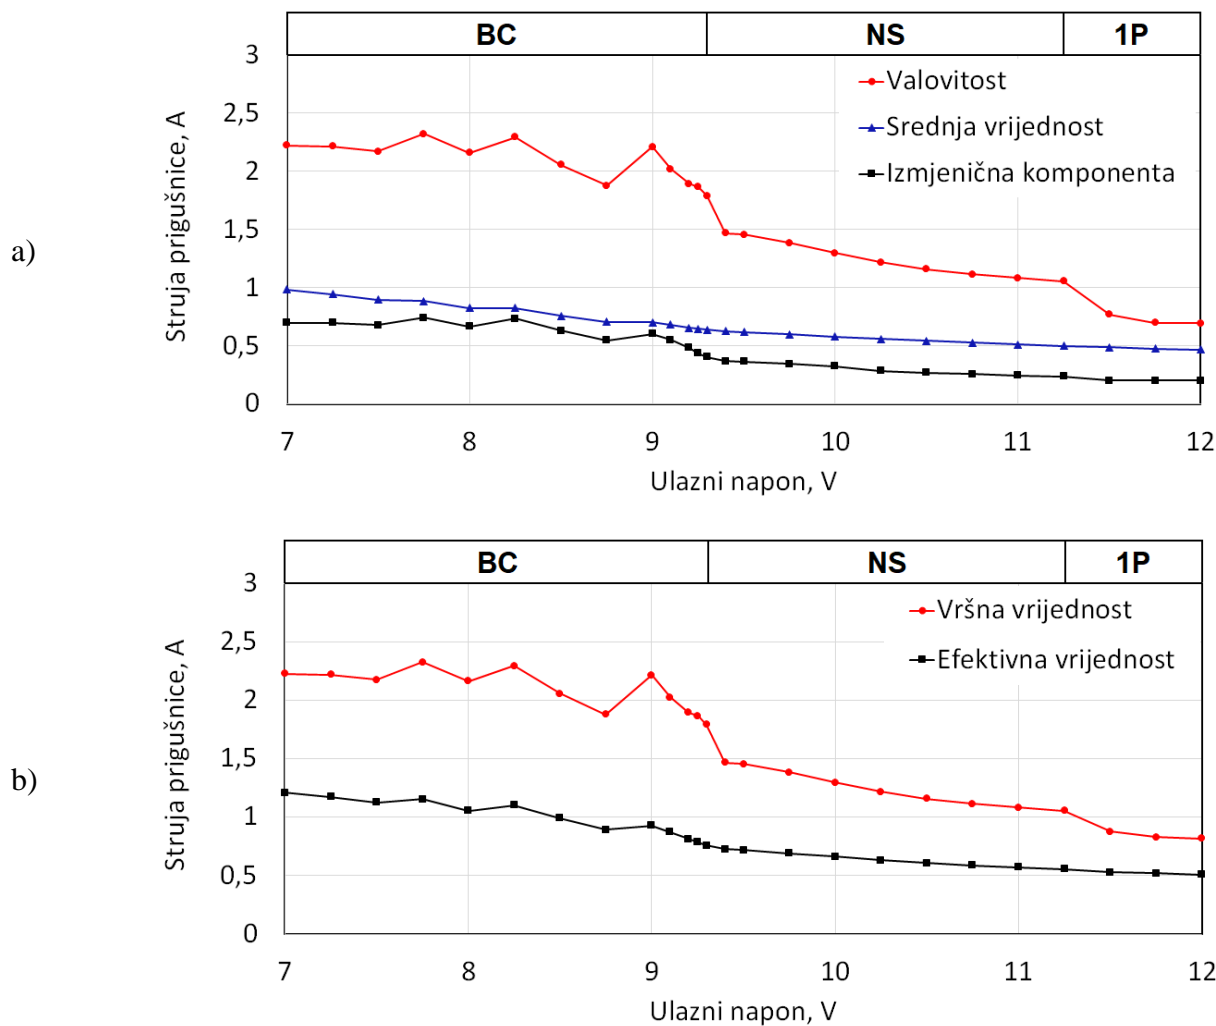 BC NS 1P
3
2,5
2
1,5
1
0,5
0
Struja prigušnice, A
Valovitost
Srednja vrijednost
Izmjenična komponenta
a)
7 8 9 10 11 12
Ulazni napon, V
BC NS 1P
3
2,5
2
1,5
1
0,5
0
Struja prigušnice, A
Vršna vrijednost
Efektivna vrijednost
b)
7 8 9 10 11 12
Ulazni napon, V